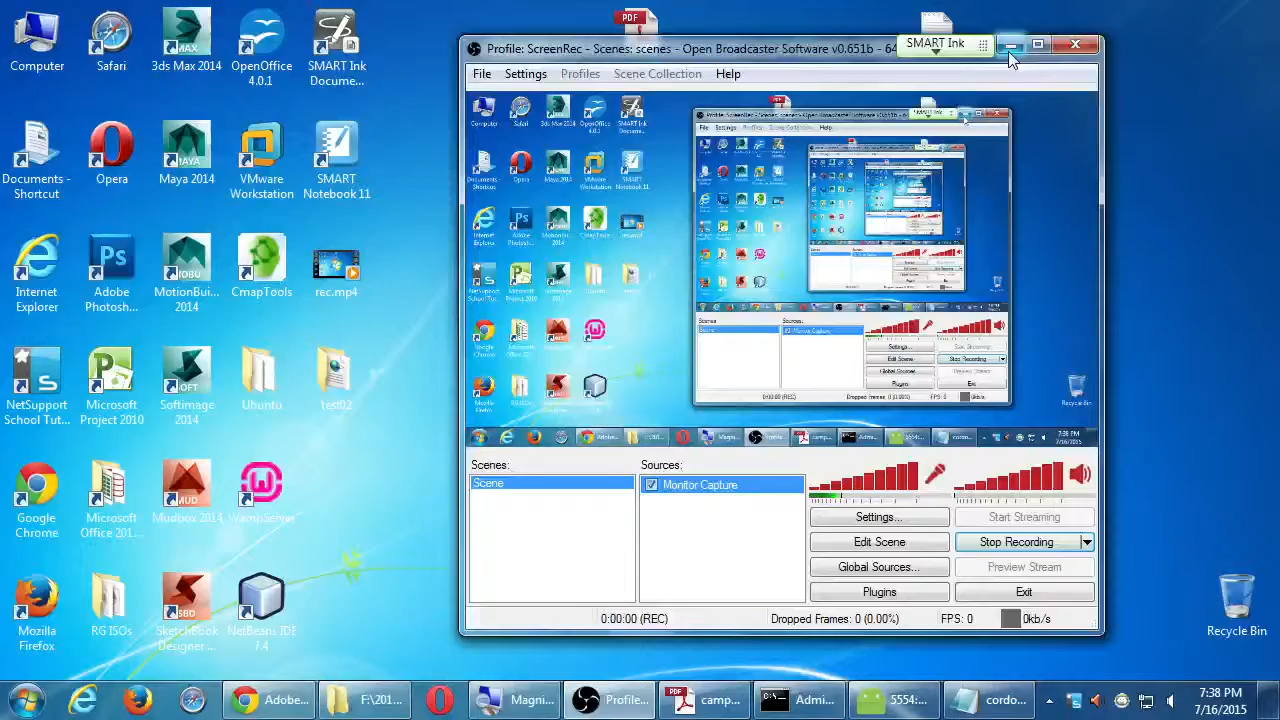 Computer
Safari
3ds Max 2014
OpenOffice
4.0.1
SMART Ink
Docume...
Documents -
Shortcut
Opera
Maya 2014
VMware
Workstation
SMART
Notebook 11
Internet
Explorer
Adobe
Photosh...
MotionBui...
2014
CmapTools
rec.mp4
NetSupport
School Tut...
Microsoft
Project 2010
Softimage
2014
Ubuntu
test02
Google
Chrome
Microsoft
Office 201...
Mudbox 2014
WampServer
Mozilla
Firefox
RG ISOs
SketchBook
Designer ...
NetBeans IDE
7.4
PDF
Profile: ScreenRec - Scenes: scenes - Open Broadcaster Software v0.651b - 64
SMART Ink
File Settings Profiles Scene Collection Help
Scenes:
Scene
Sources:
Monitor Capture
Settings...
Start Streaming
Edit Scene
Stop Recording
Global Sources...
Preview Stream
Plugins
Exit
0:00:00 (REC)
Dropped Frames: 0 (0.00%)
FPS: 0
0kb/s
Recycle Bin
Adobe...
F:\201...
Magni...
Profile...
camp...
Admi...
5554:...
cordo...
7:38 PM
7/16/2015